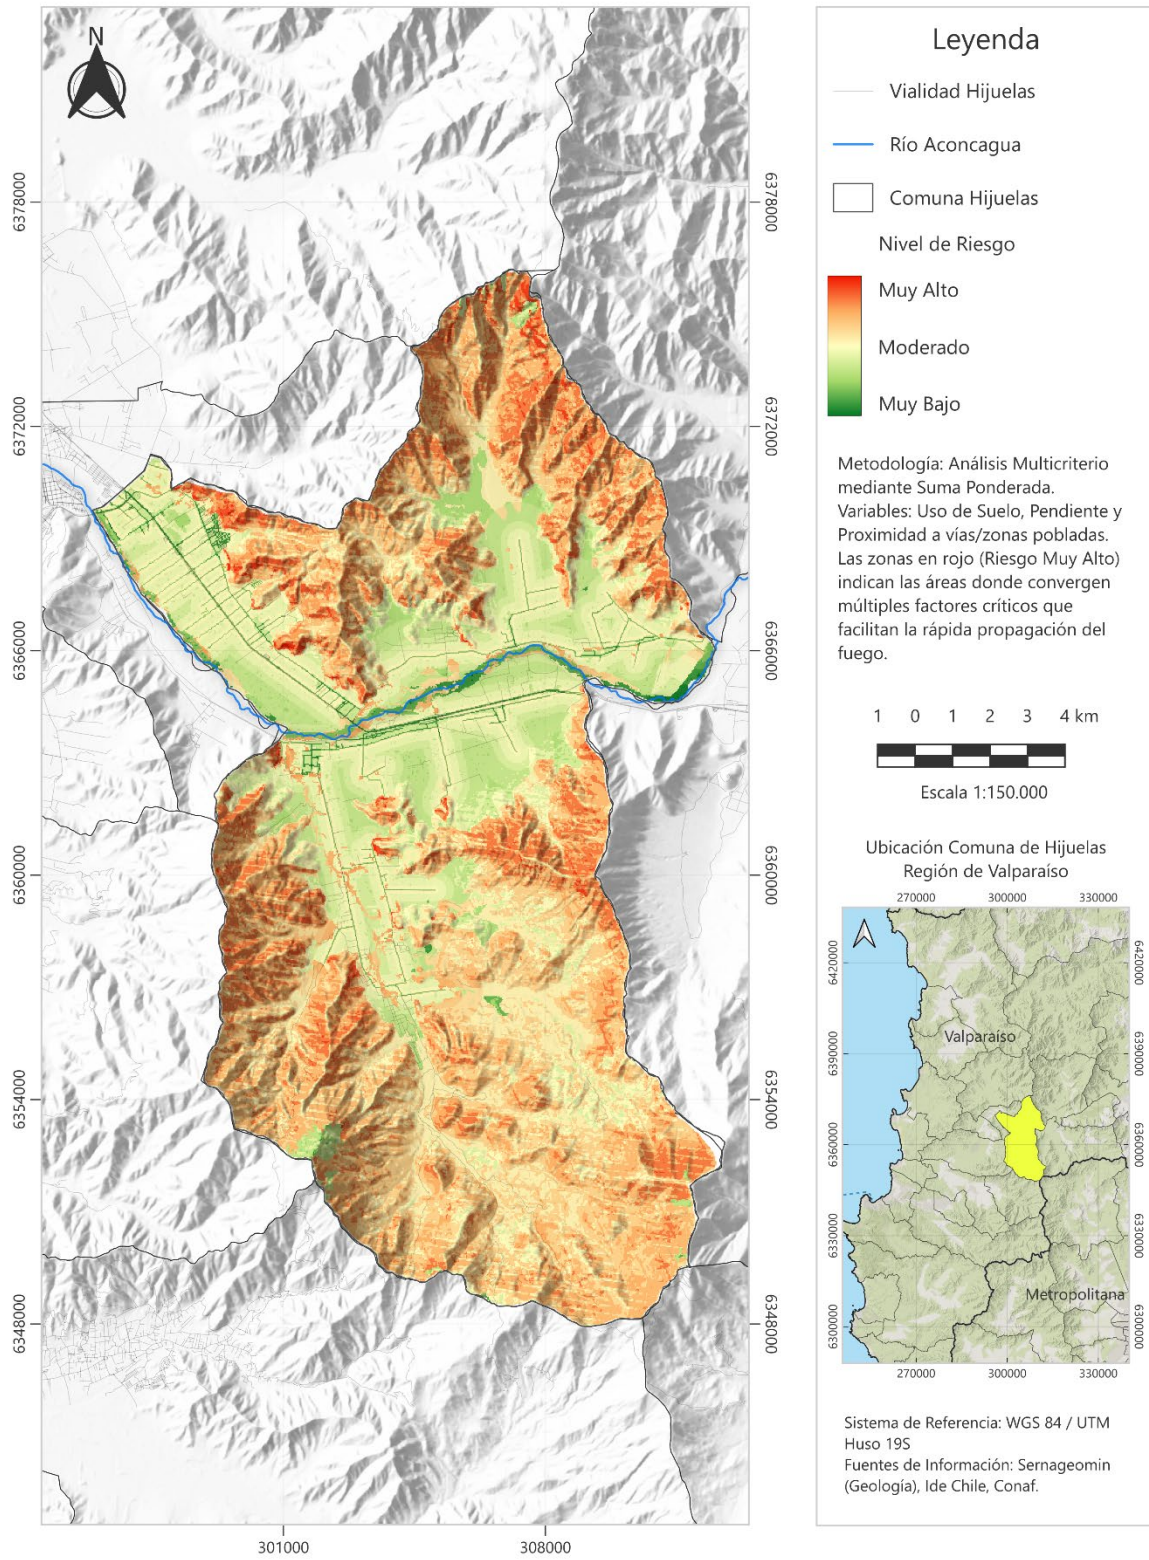 N
6378000
6372000
6366000
6360000
6354000
6348000
6378000
6372000
6366000
6360000
6354000
6348000
301000
308000
Leyenda
Vialidad Hijuelas
Río Aconcagua
Comuna Hijuelas
Nivel de Riesgo
Muy Alto
Moderado
Muy Bajo
Metodología: Análisis Multicriterio
mediante Suma Ponderada.
Variables: Uso de Suelo, Pendiente y
Proximidad a vías/zonas pobladas.
Las zonas en rojo (Riesgo Muy Alto)
indican las áreas donde convergen
múltiples factores críticos que
facilitan la rápida propagación del
fuego.
1 0 1 2 3 4 km
Escala 1:150.000
Ubicación Comuna de Hijuelas
Región de Valparaíso
270000 300000 330000
6420000
6390000
6360000
6330000
6300000
Valparaíso
Metropolitana
6420000
6390000
6360000
6330000
6300000
270000 300000 330000
Sistema de Referencia: WGS 84 / UTM
Huso 19S
Fuentes de Información: Sernageomin
(Geología), Ide Chile, Conaf.